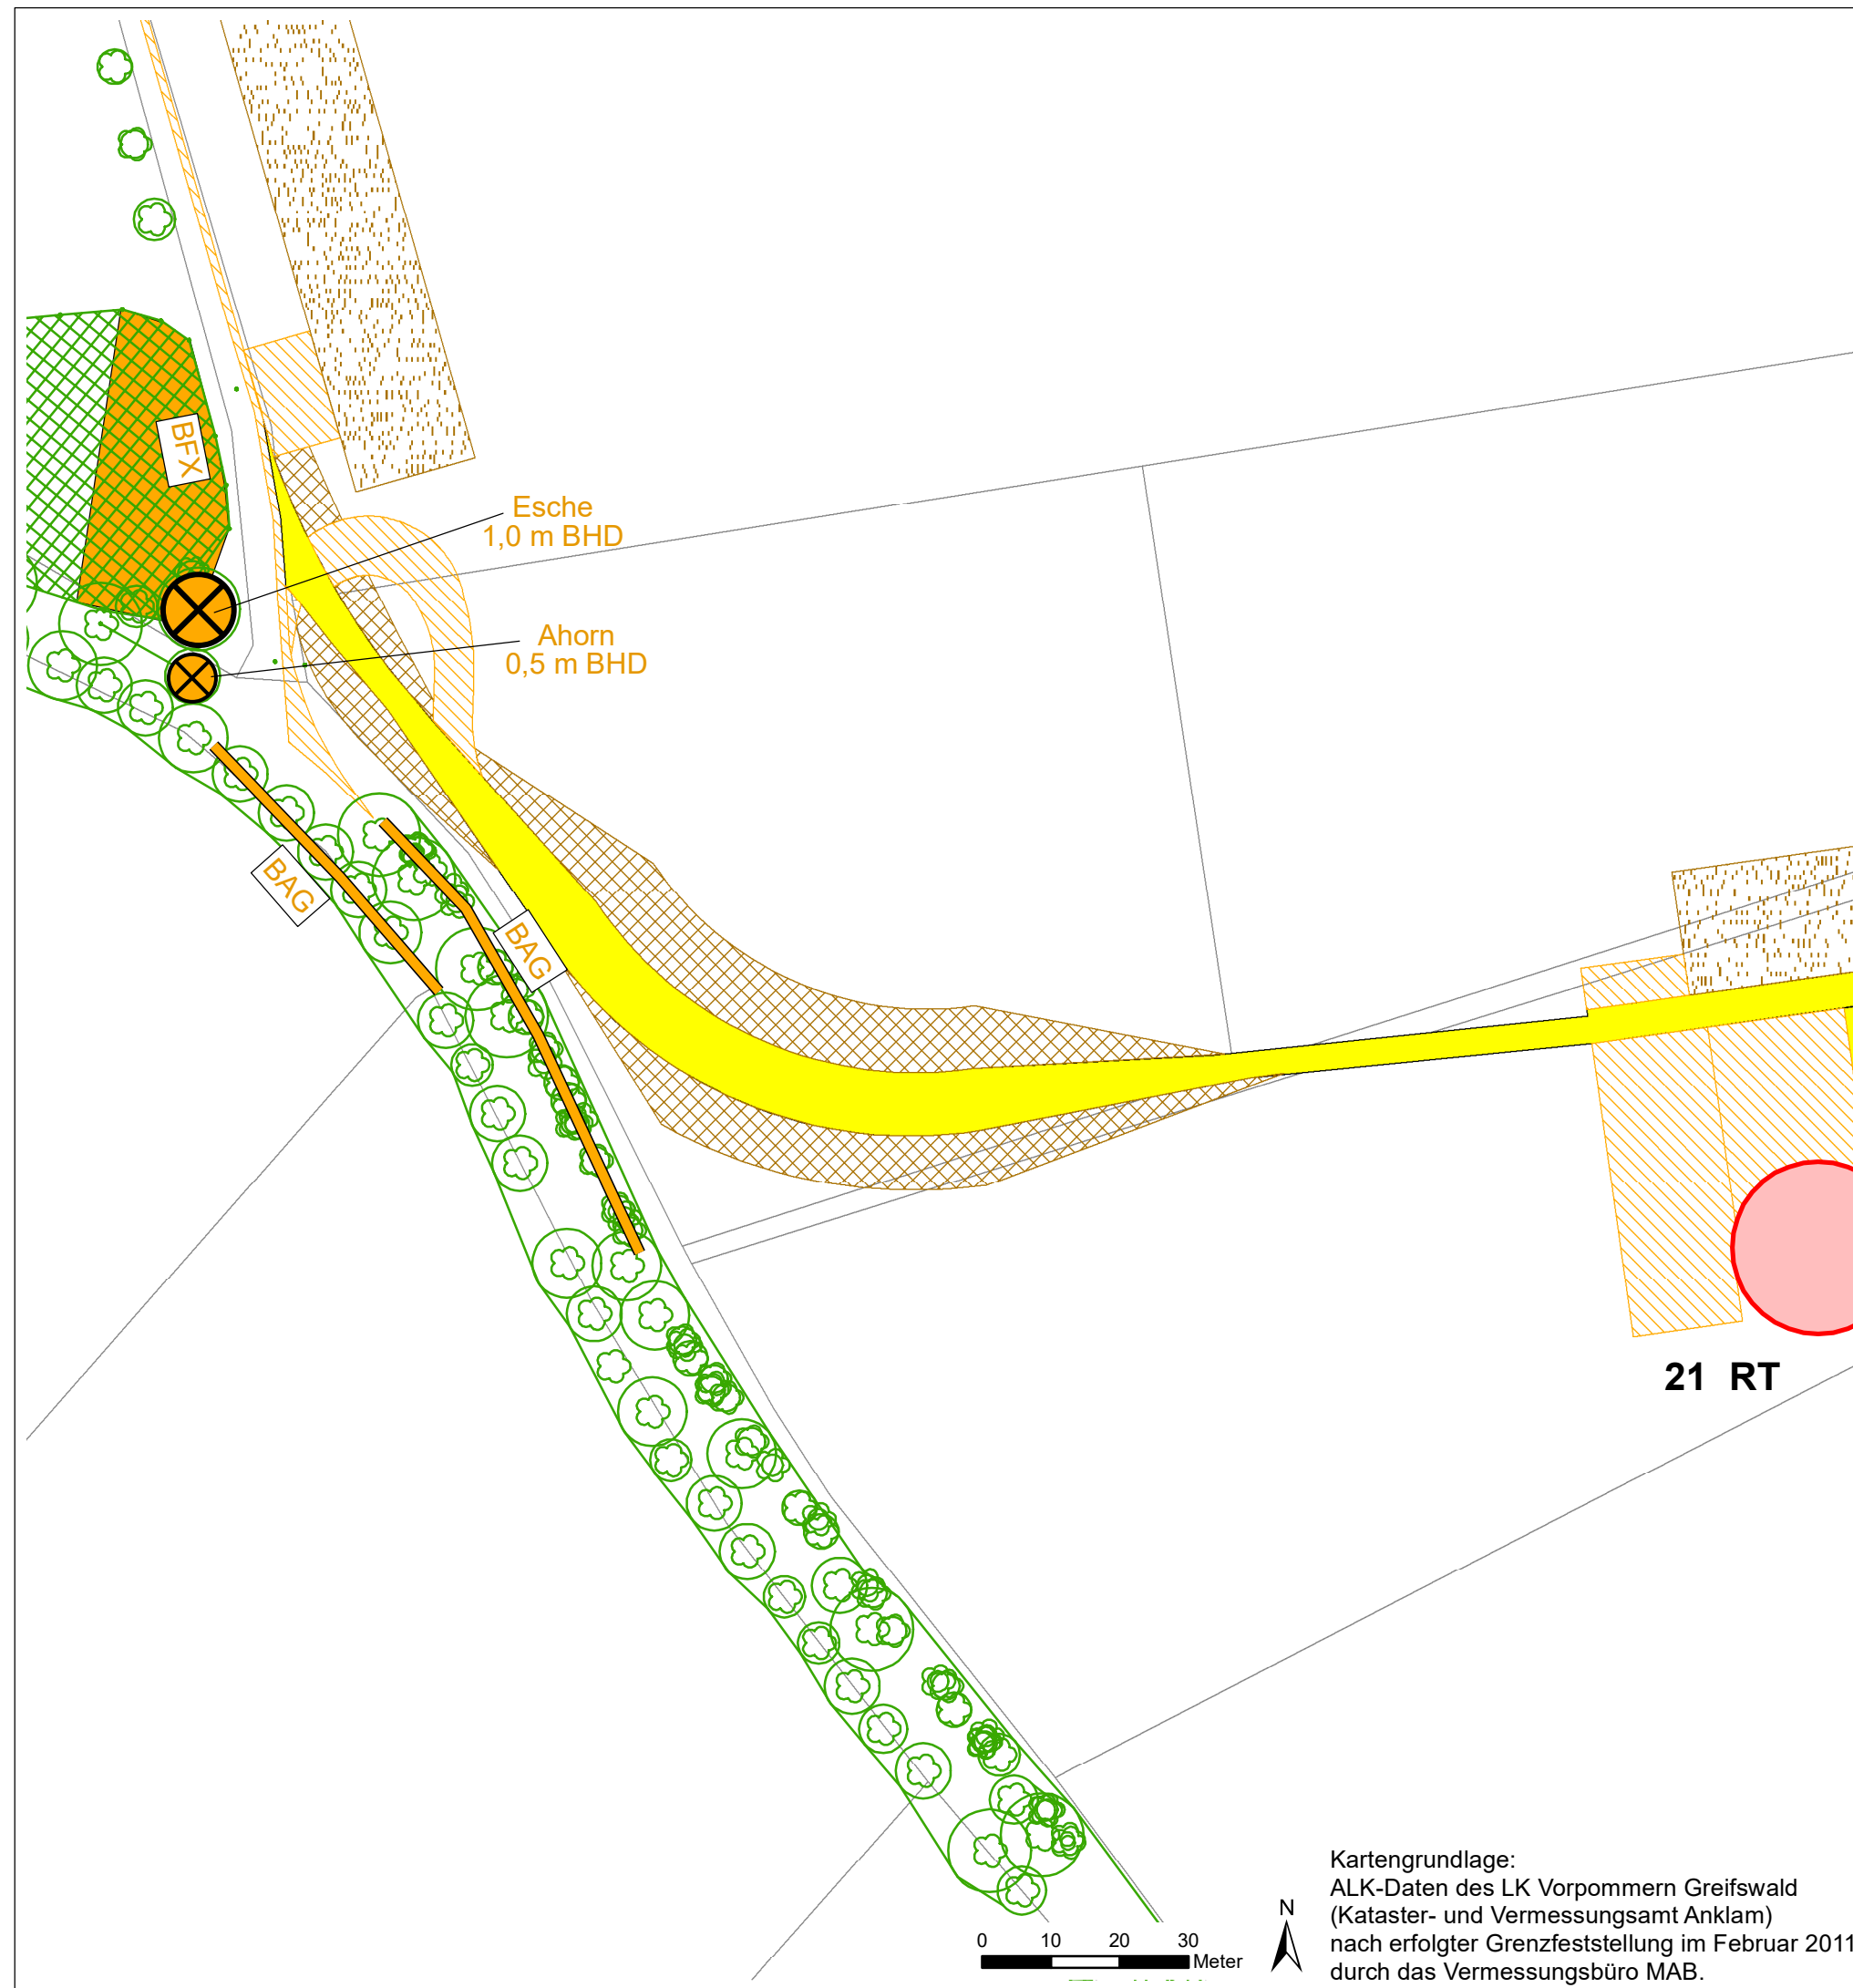 BFX
Esche
1,0 m BHD
Ahorn
0,5 m BHD
BAG
BAG
21 RT
Kartengrundlage:
ALK-Daten des LK Vorpommern Greifswald
(Kataster- und Vermessungsamt Anklam)
nach erfolgter Grenzfeststellung im Februar 2011
durch das Vermessungsbüro MAB.
N
0 10 20 30
Meter